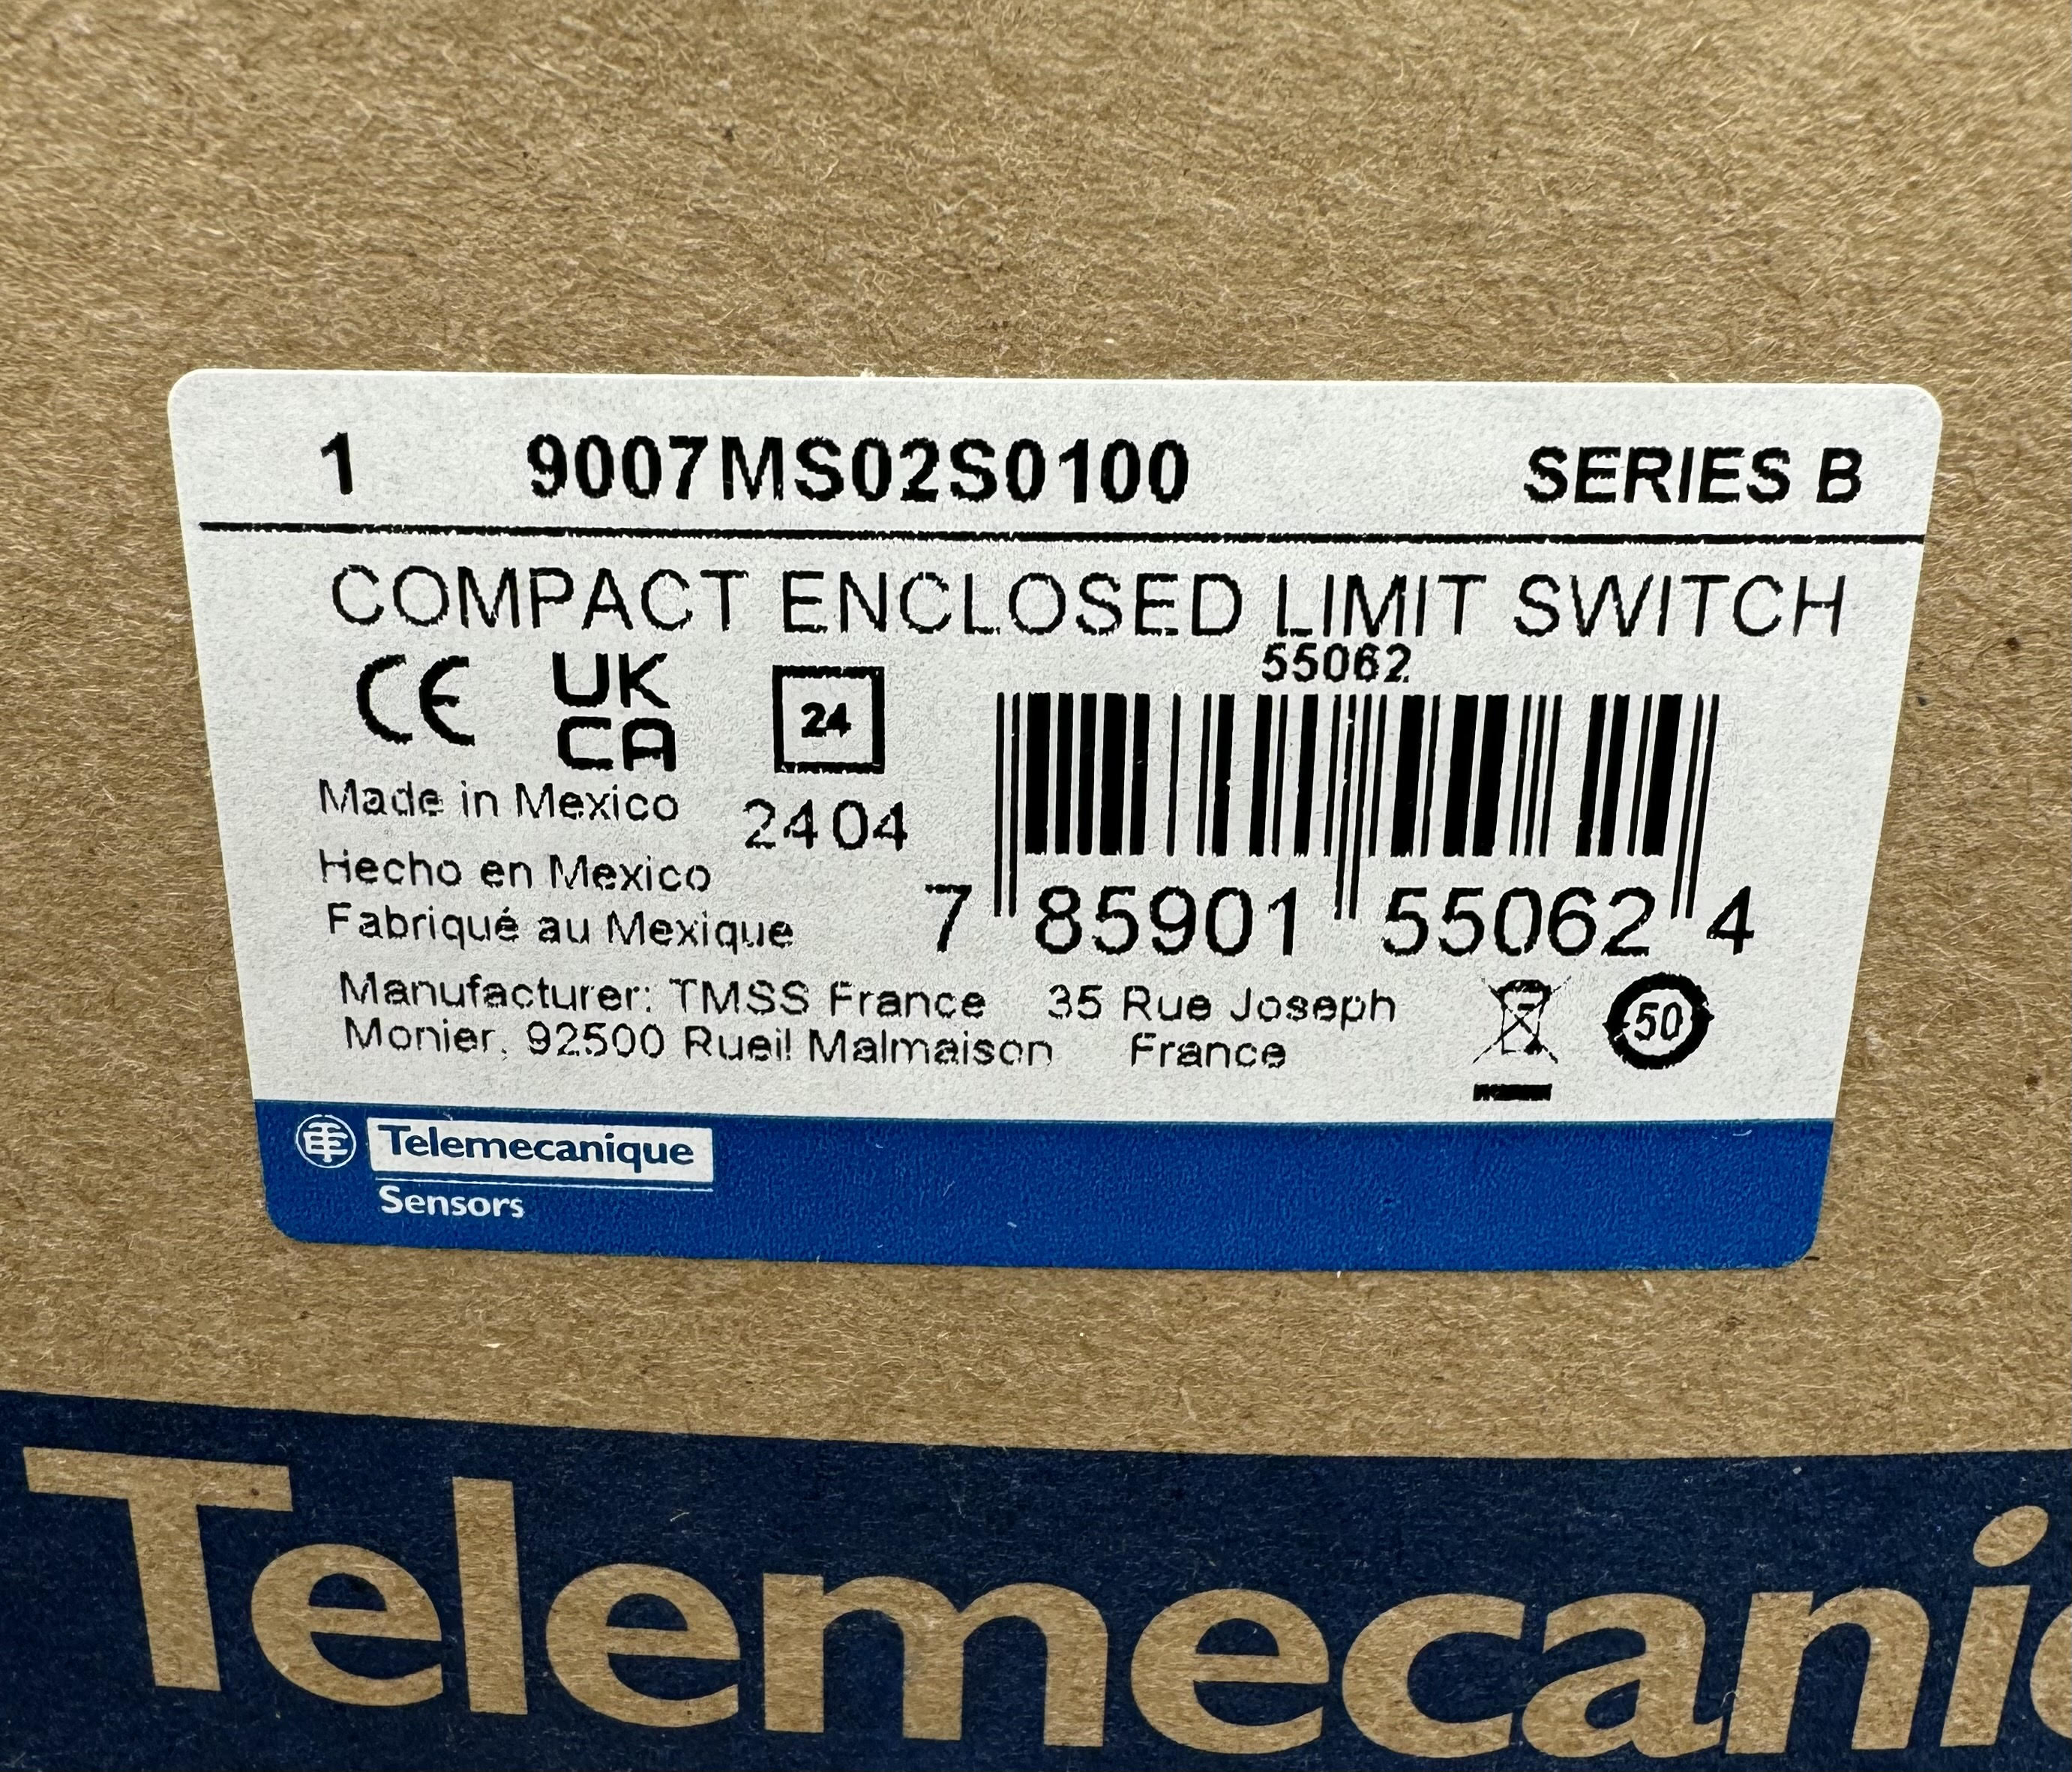 1 9007MS02S0100 SERIES B
COMPACT ENCLOSED LIMIT SWITCH
55062
CE UK CA 24
Made in Mexico 2404
Hecho en Mexico
Fabriqué au Mexique
7 85901 55062 4
Manufacturer: TMSS France 35 Rue Joseph
Monier, 92500 Rueil Malmaison France
50
Telemecanique
Sensors
Telemecani